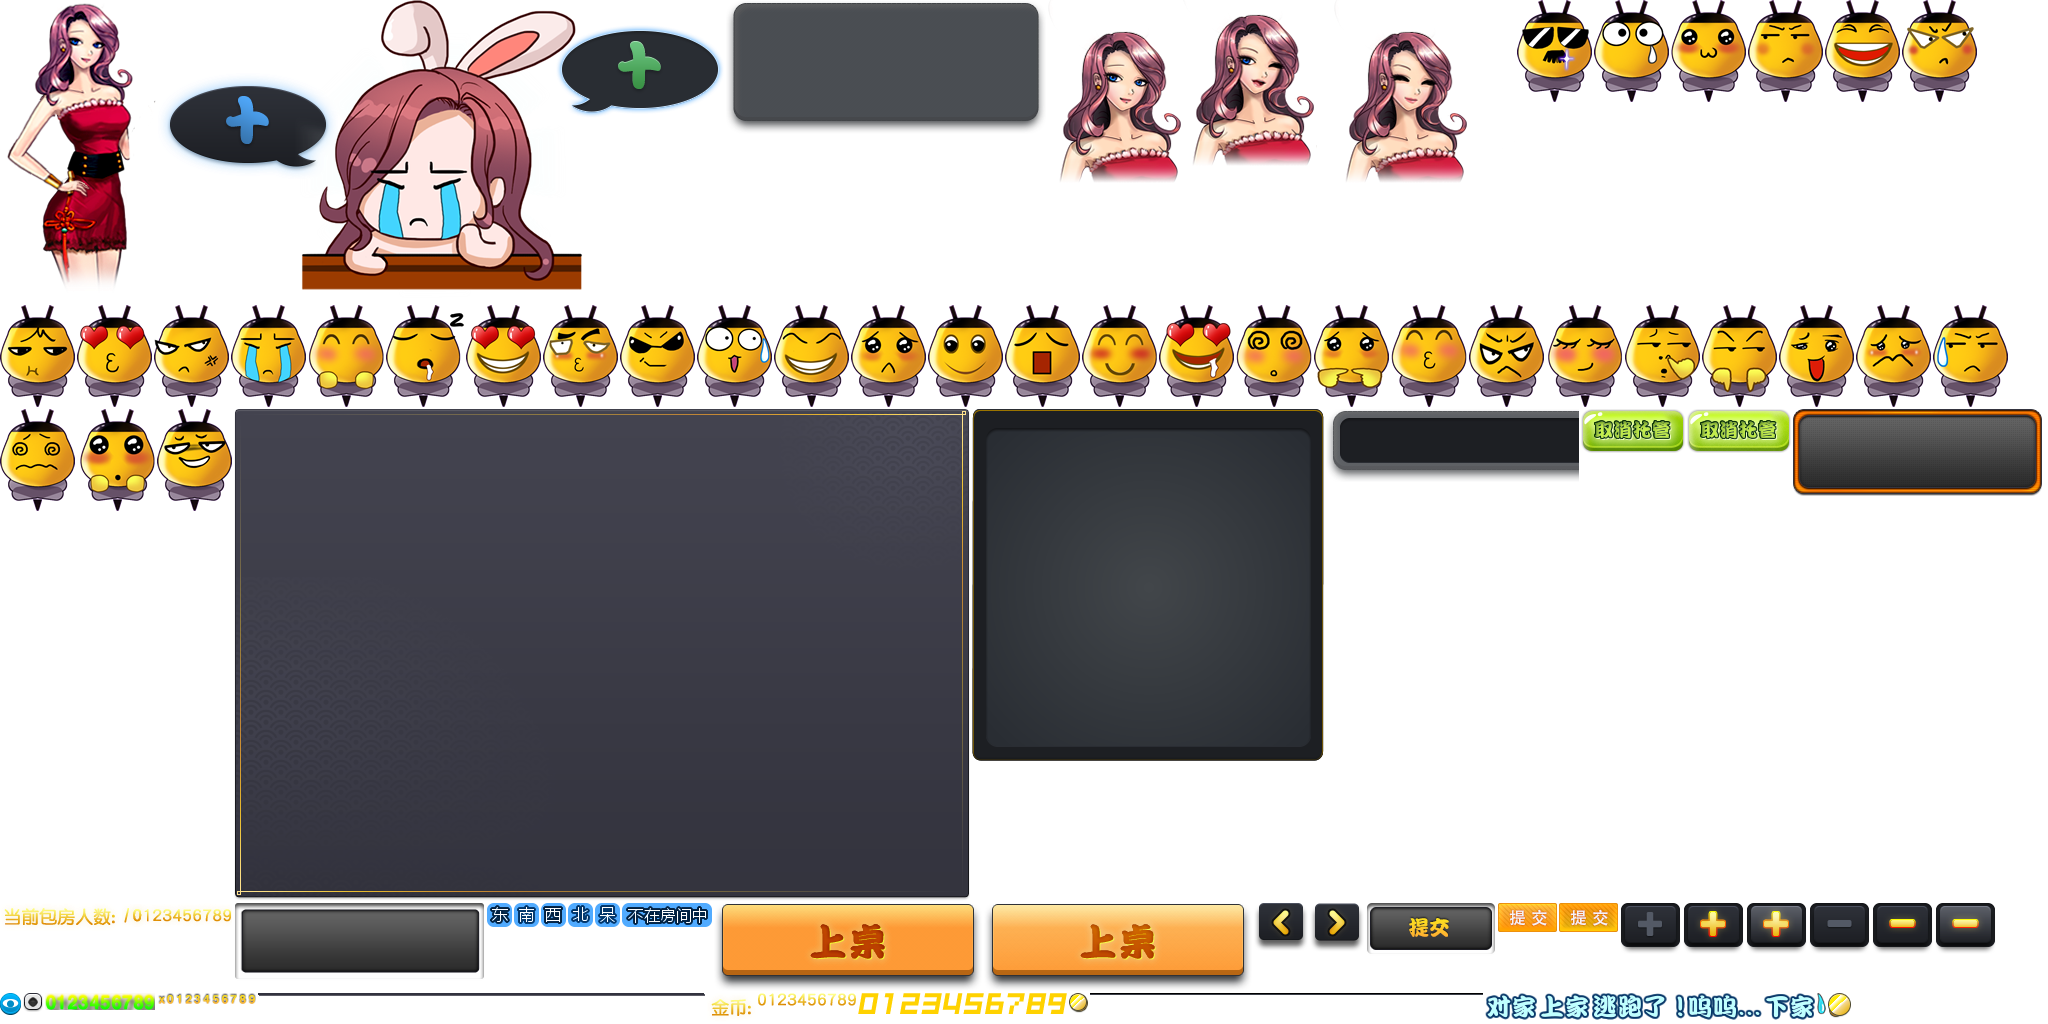 z
取消托管
取消托管
当前包房人数: /0123456789
东
南
西
北
呆
不在房间中
上桌
上桌
提交
提交
提交
0123456789
x0123456789
金币:
0123456789
0123456789
对家上家逃跑了!呜呜...下家